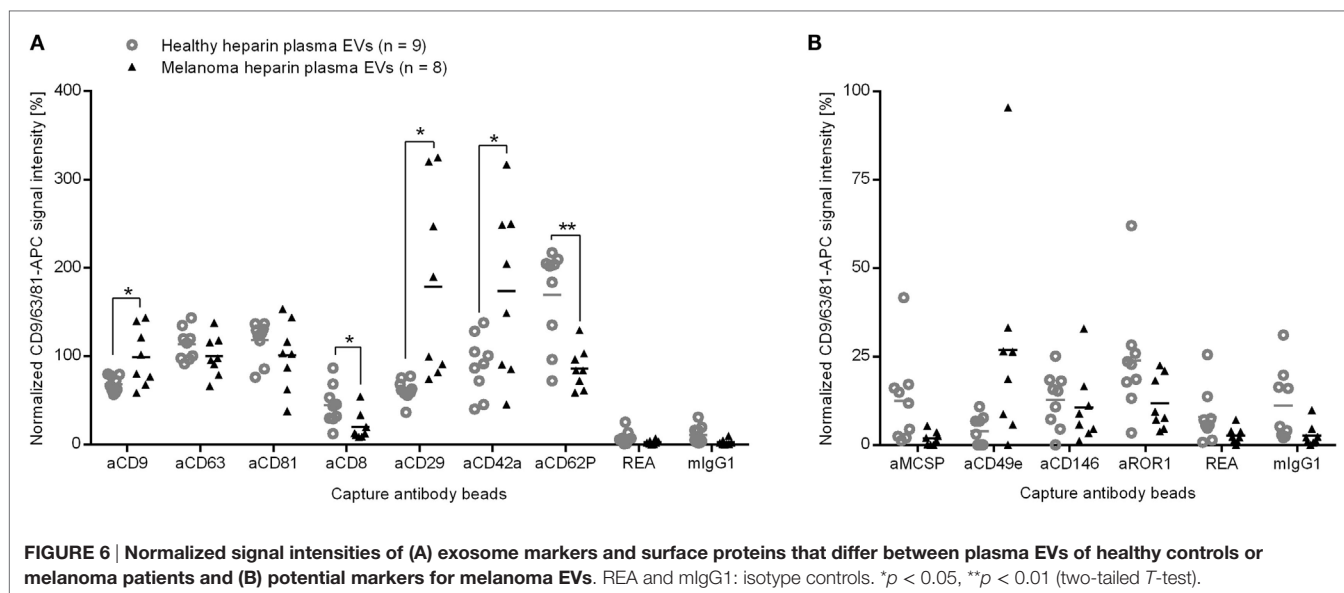 A
Healthy heparin plasma EVs (n = 9)
Melanoma heparin plasma EVs (n = 8)
Normalized CD9/63/81-APC signal intensity [%]
400
300
200
100
0
*
*
*
*
**
aCD9 aCD63 aCD81 aCD8 aCD29 aCD42a aCD62P REA mIgG1
Capture antibody beads
B
Normalized CD9/63/81-APC signal intensity [%]
100
75
50
25
0
aMCSP aCD49e aCD146 aROR1 REA mIgG1
Capture antibody beads
FIGURE 6 | Normalized signal intensities of (A) exosome markers and surface proteins that differ between plasma EVs of healthy controls or
melanoma patients and (B) potential markers for melanoma EVs. REA and mIgG1: isotype controls. *p < 0.05, **p < 0.01 (two-tailed T-test).